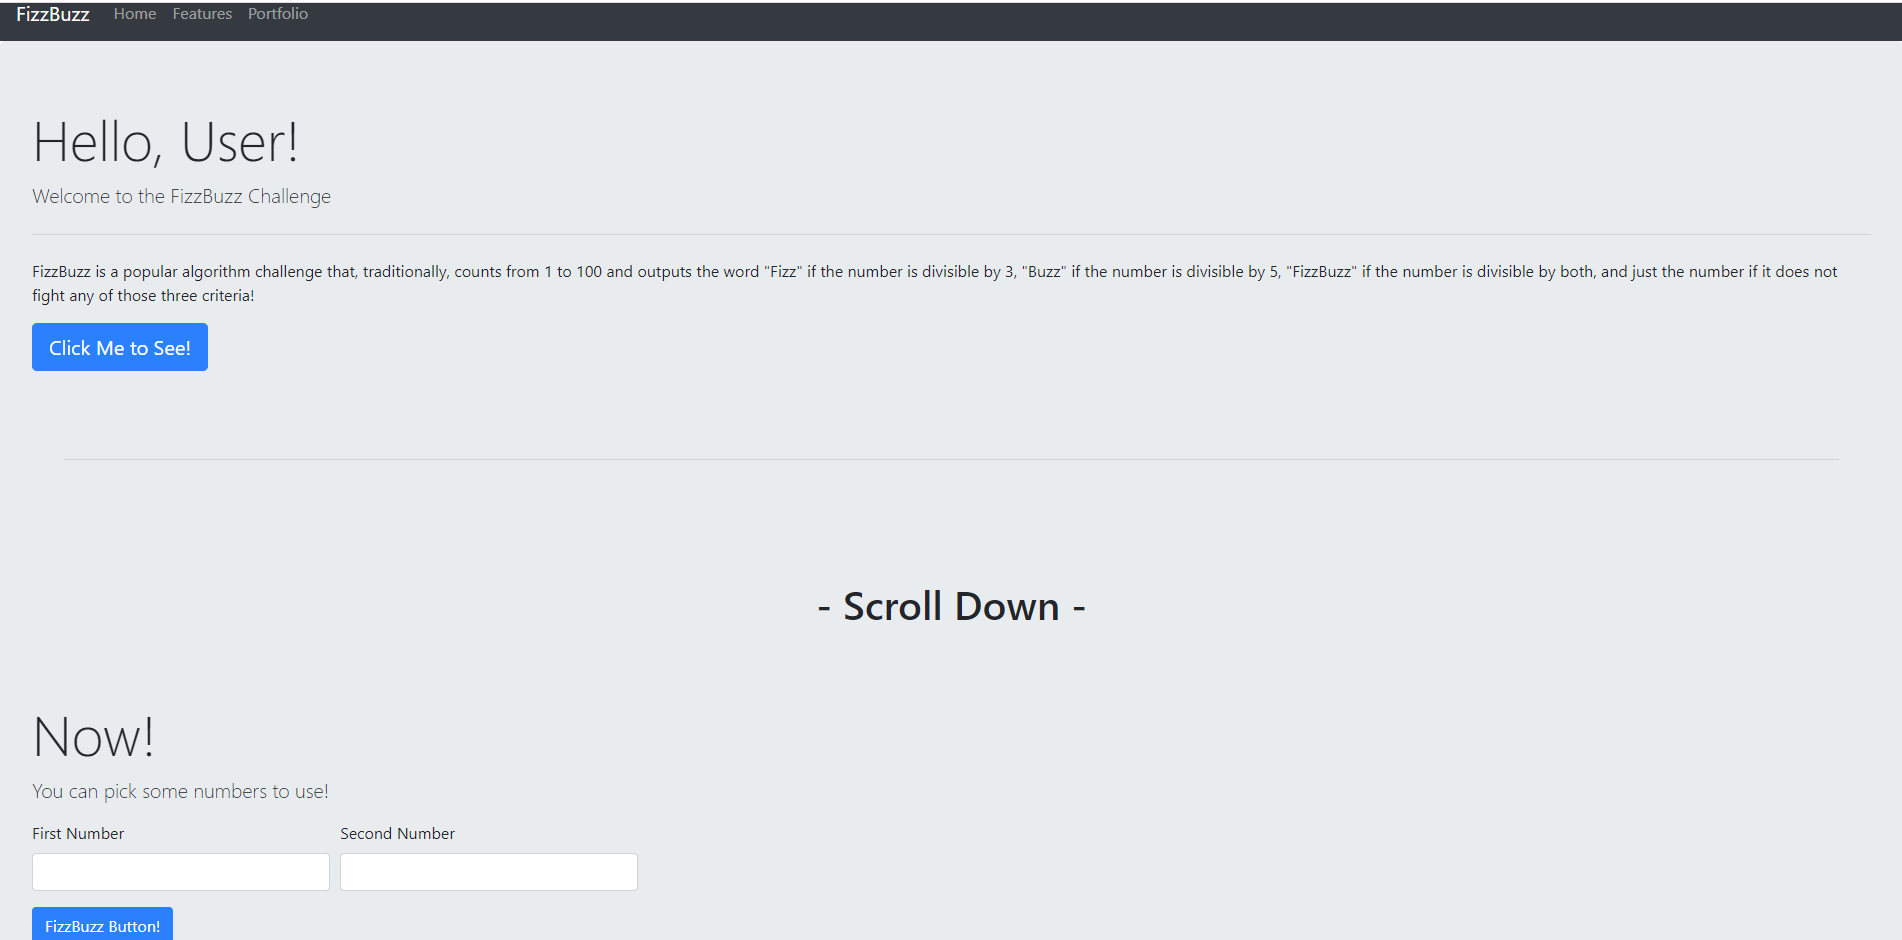 FizzBuzz Home Features Portfolio
Hello, User!
Welcome to the FizzBuzz Challenge
FizzBuzz is a popular algorithm challenge that, traditionally, counts from 1 to 100 and outputs the word "Fizz" if the number is divisible by 3, "Buzz" if the number is divisible by 5, "FizzBuzz" if the number is divisible by both, and just the number if it does not
fight any of those three criteria!
Click Me to See!
- Scroll Down -
Now!
You can pick some numbers to use!
First Number Second Number
FizzBuzz Button!